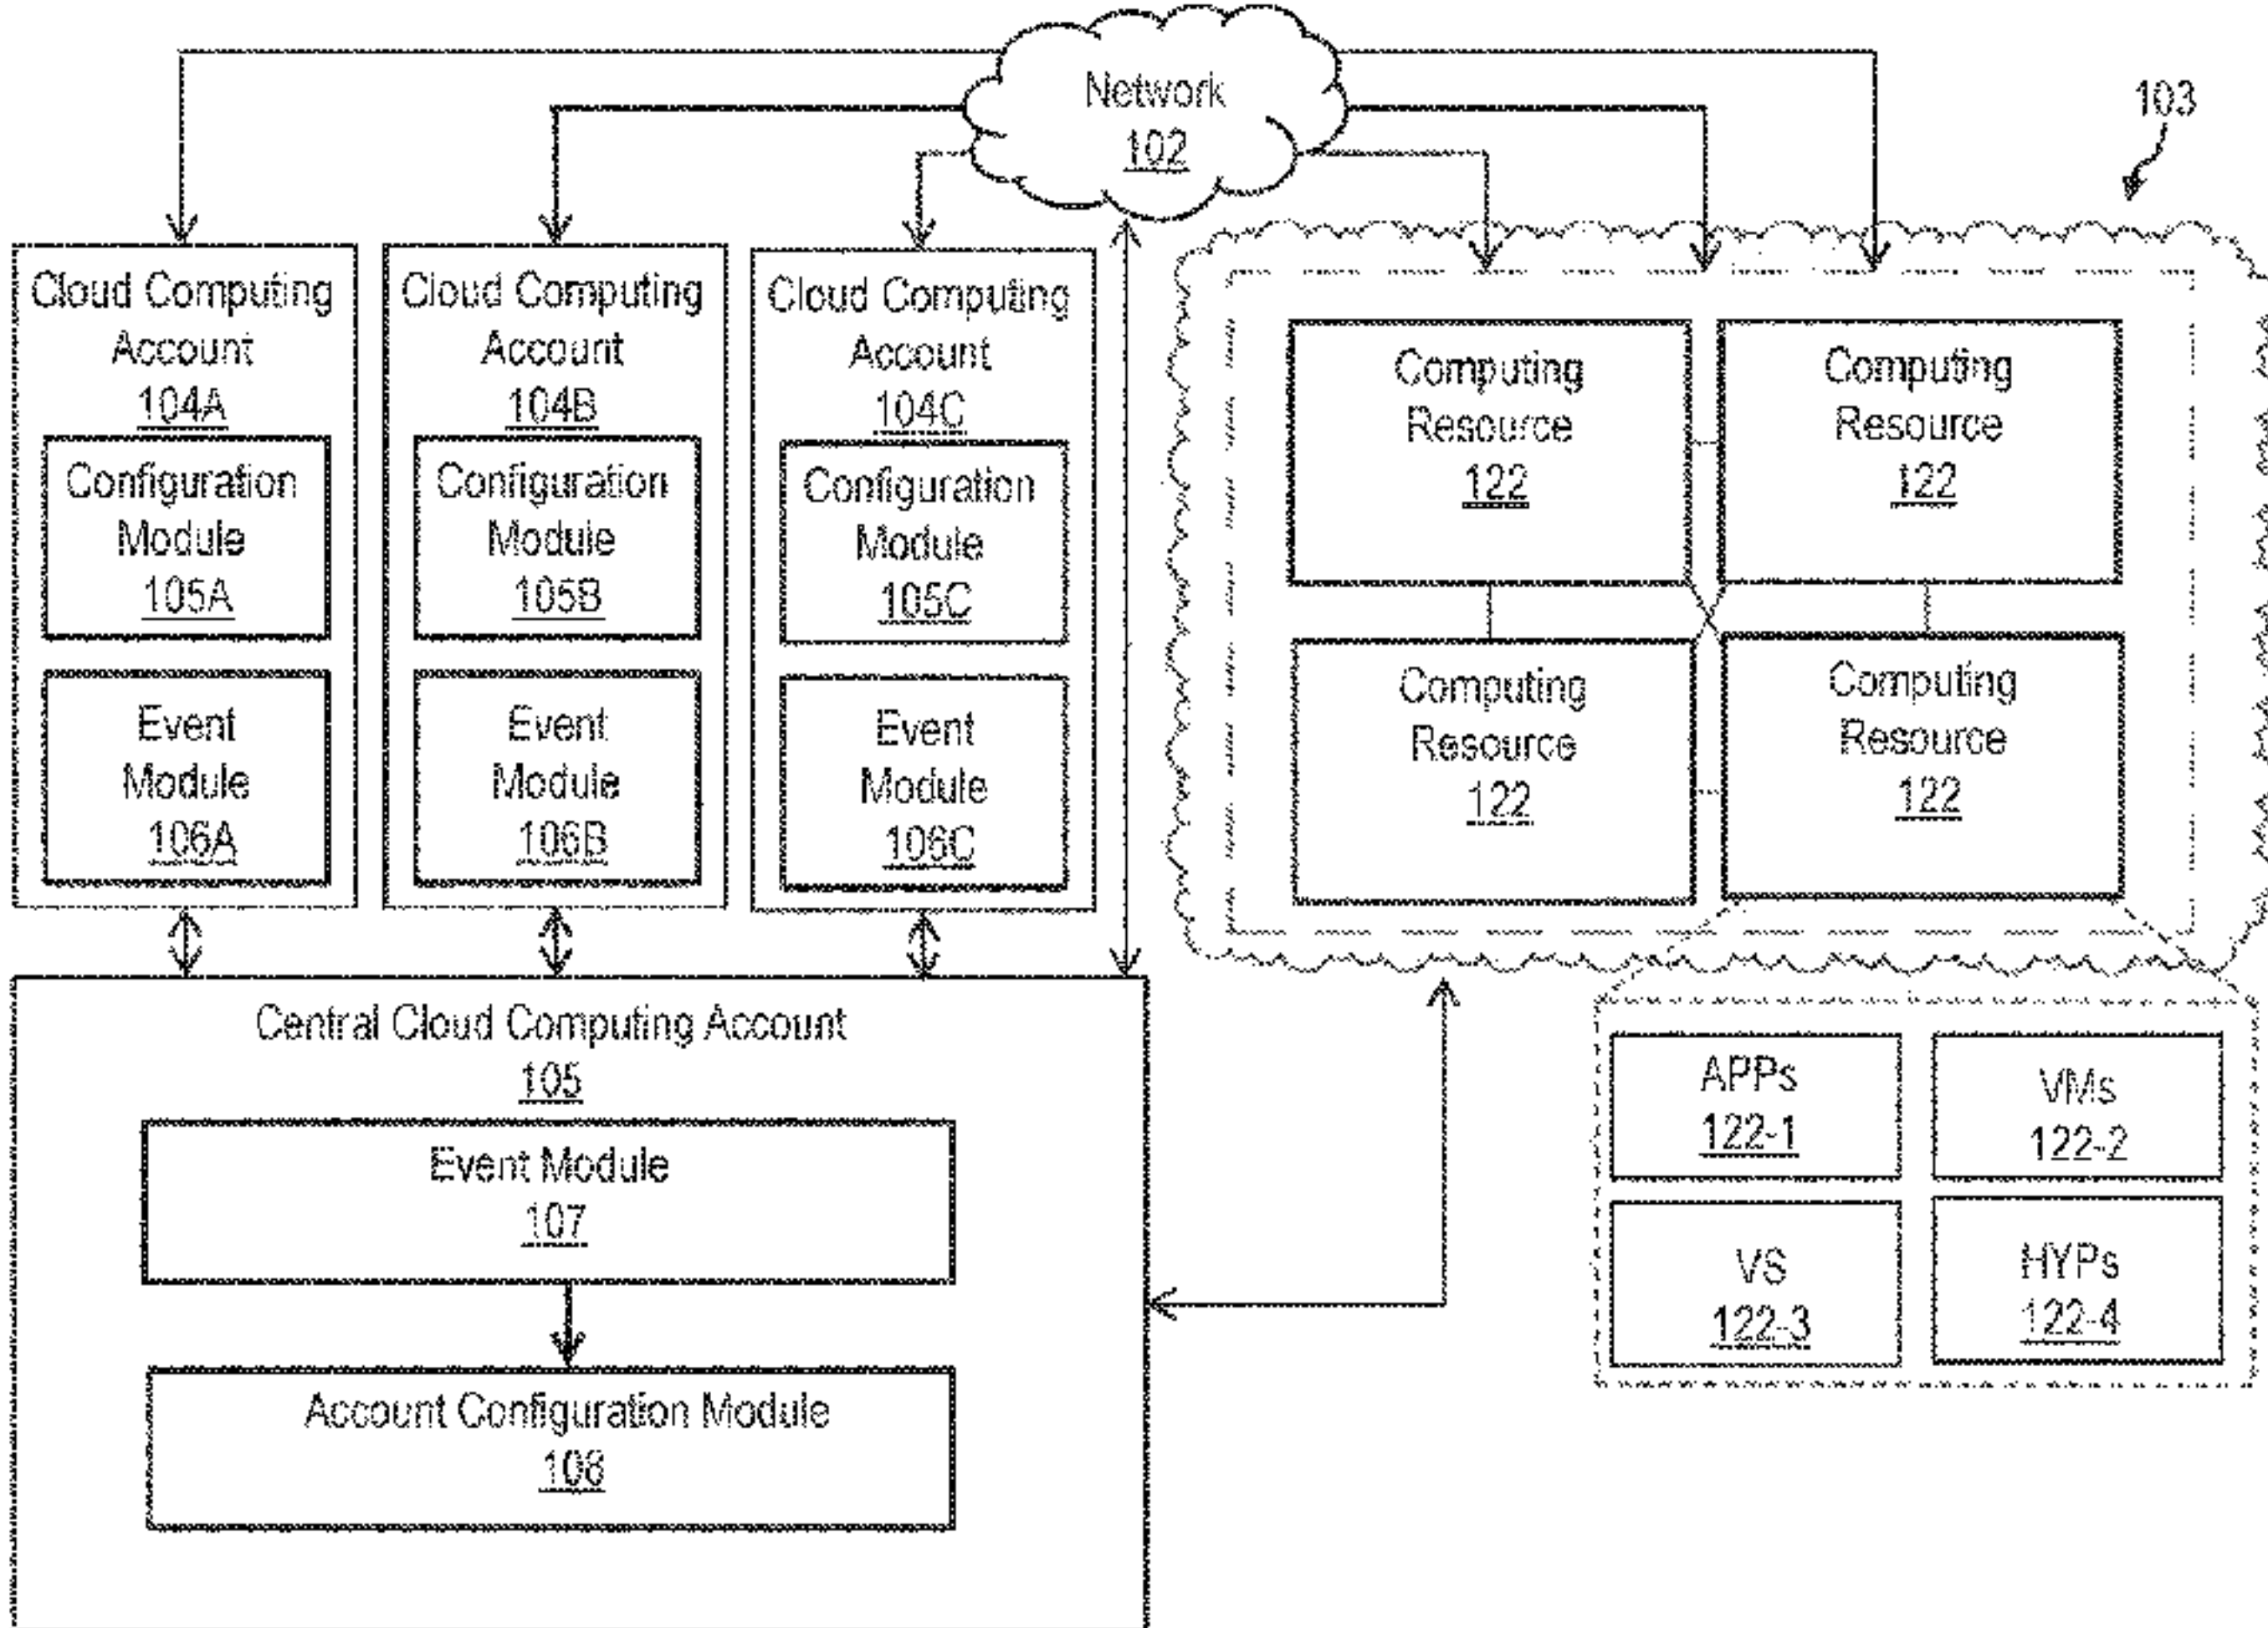 Network
102
103
Cloud Computing
Account
104A
Configuration
Module
105A
Event
Module
106A
Cloud Computing
Account
104B
Configuration
Module
105B
Event
Module
106B
Cloud Computing
Account
104C
Configuration
Module
105C
Event
Module
106C
Computing
Resource
122
Computing
Resource
122
Computing
Resource
122
Computing
Resource
122
Central Cloud Computing Account
105
Event Module
107
Account Configuration Module
108
APPs
122-1
VMs
122-2
VS
122-3
HYPs
122-4